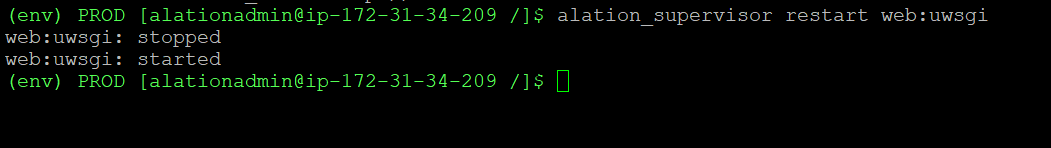 (env) PROD [alationadmin@ip-172-31-34-209 /]$ alation_supervisor restart web:uwsgi
web:uwsgi: stopped
web:uwsgi: started
(env) PROD [alationadmin@ip-172-31-34-209 /]$